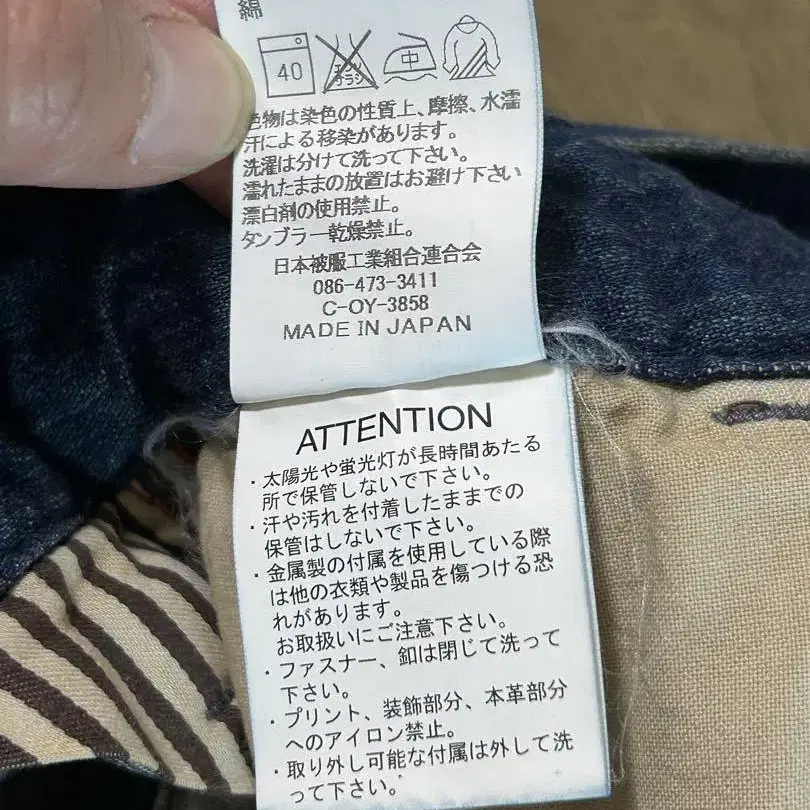 綿
40
エンソ
ブラシ
中
色物は染色の性質上、摩擦、水濡
汗による移染があります。
洗濯は分けて洗って下さい。
濡れたままの放置はお避け下さい
漂白剤の使用禁止。
タンブラー乾燥禁止。
日本被服工業組合連合会
086-473-3411
C-OY-3858
MADE IN JAPAN
ATTENTION
・太陽光や蛍光灯が長時間あたる
所で保管しないで下さい。
・汗や汚れを付着したままでの
保管はしないで下さい。
・金属製の付属を使用している際
は他の衣類や製品を傷つける恐
れがあります。
お取扱いにご注意下さい。
・ファスナー、釦は閉じて洗って
下さい。
・プリント、装飾部分、本革部分
へのアイロン禁止。
・取り外し可能な付属は外して洗
って下さい。